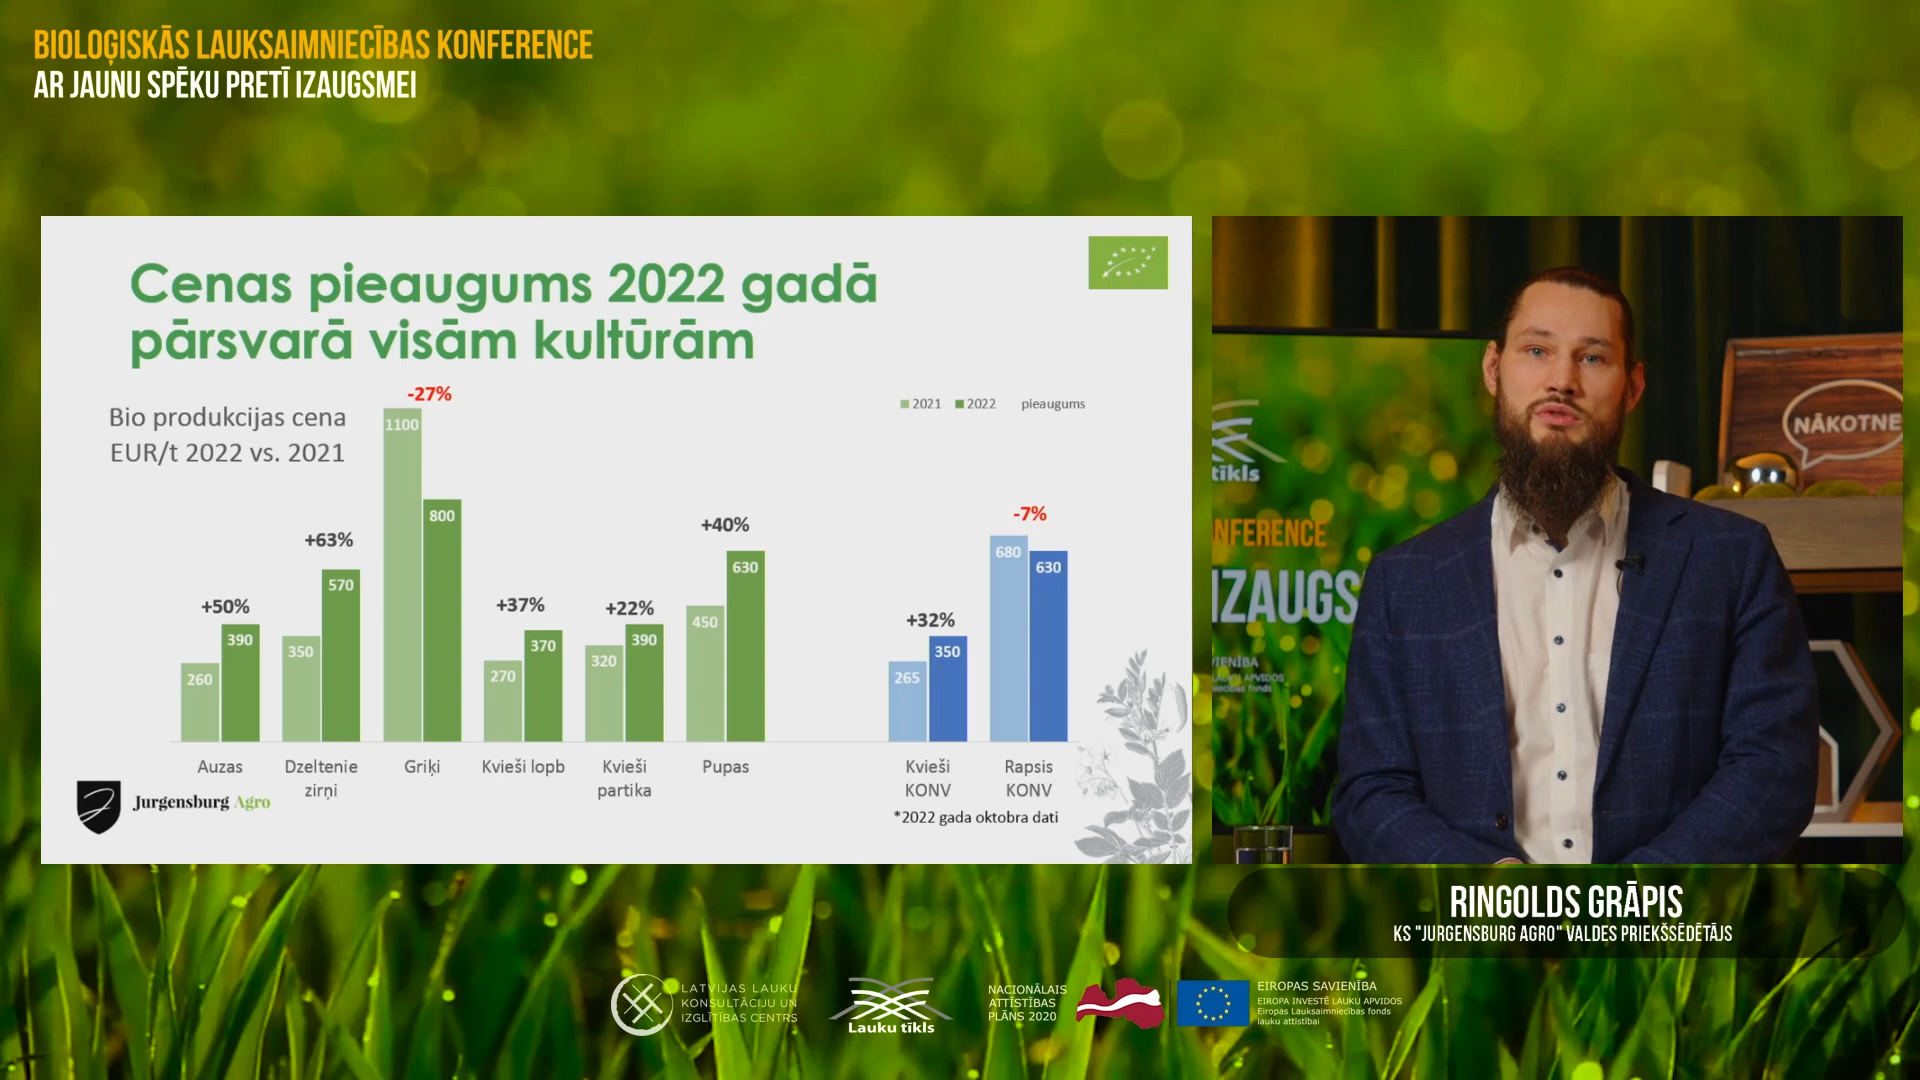 BIOLOĢISKĀS LAUKSAIMNIECĪBAS KONFERENCE
AR JAUNU SPĒKU PRETĪ IZAUGSMEI
Cenas pieaugums 2022 gadā
pārsvarā visām kultūrām
Bio produkcijas cena
EUR/t 2022 vs. 2021
2021 2022 pieaugums
+50%
+63%
-27%
+37%
+22%
+40%
+32%
-7%
260 390
350 570
1100 800
270 370
320 390
450 630
265 350
680 630
Auzas
Dzeltenie
zirņi
Griķi
Kvieši lopb
Kvieši
partika
Pupas
Kvieši
KONV
Rapsis
KONV
*2022 gada oktobra dati
Jurgensburg Agro
NĀKOTNE
tīkls
NFERENCE
IZAUGS
VIENĪBA
LAUKU APVIDOS
RINGOLDS GRĀPIS
KS "JURGENSBURG AGRO" VALDES PRIEKŠSĒDĒTĀJS
LATVIJAS LAUKU
KONSULTĀCIJU UN
IZGLĪTĪBAS CENTRS
Lauku tīkls
NACIONĀLAIS
ATTĪSTĪBAS
PLĀNS 2020
EIROPAS SAVIENĪBA
EIROPA INVESTĒ LAUKU APVIDOS
Eiropas Lauksaimniecības fonds
lauku attīstībai